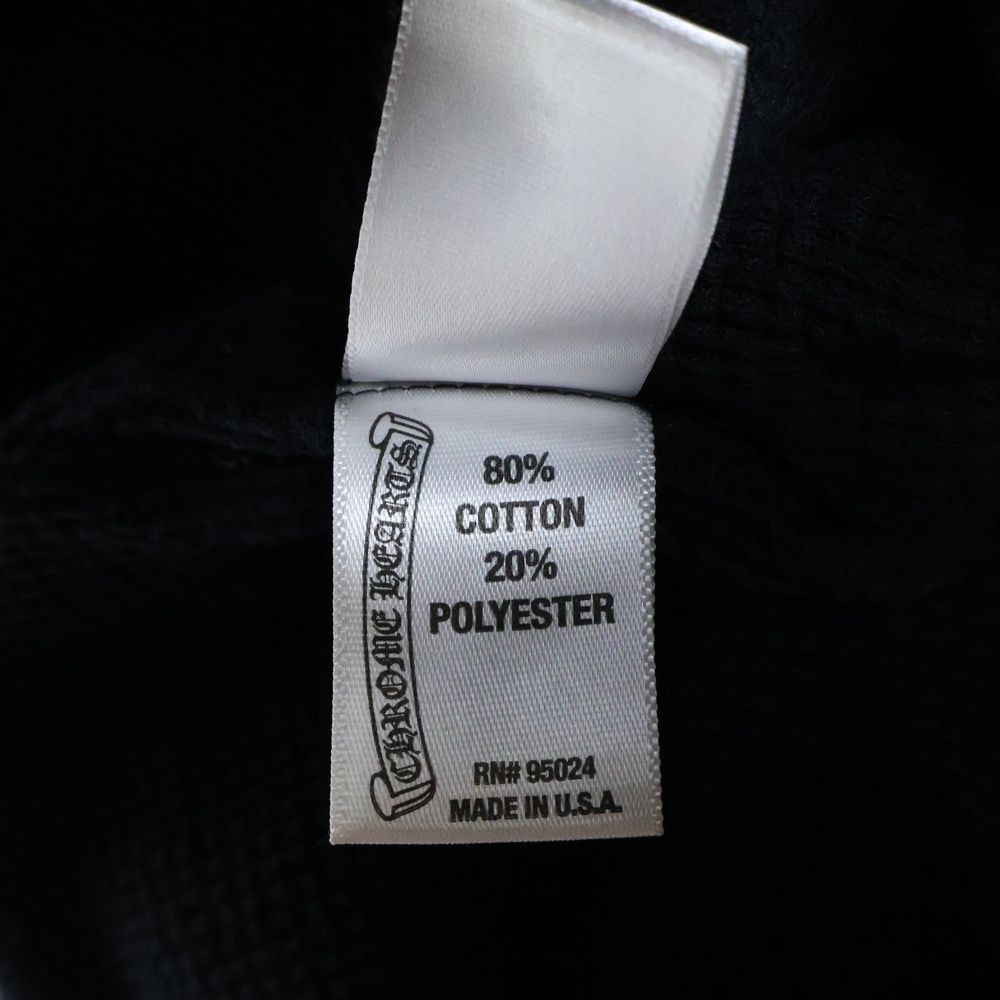 CHROME HEARTS
80%
COTTON
20%
POLYESTER
RN# 95024
MADE IN U.S.A.